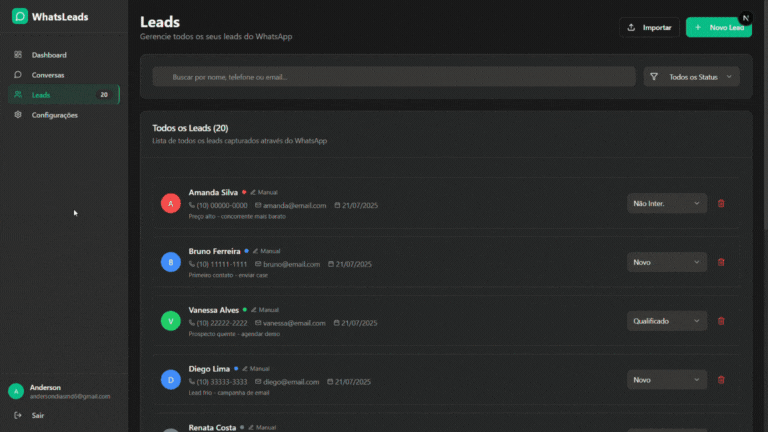 WhatsLeads
Dashboard
Conversas
Leads 20
Configurações
A Anderson
andersondasind6@gmail.com
Sair
Leads
Gerencie todos os seus leads do WhatsApp
Importar
+ Novo Lead
N
Buscar por nome, telefone ou email...
Todos os Status
Todos os Leads (20)
Lista de todos os leads capturados através do WhatsApp
A
Amanda Silva Manual
(10) 00000-0000 amanda@email.com 21/07/2025
Preço alto - concorrente mais barato
Não Inter.
B
Bruno Ferreira Manual
(10) 11111-1111 bruno@email.com 21/07/2025
Primeiro contato - enviar case
Novo
V
Vanessa Alves Manual
(10) 22222-2222 vanessa@email.com 21/07/2025
Prospecto quente - agendar demo
Qualificado
D
Diego Lima Manual
(10) 33333-3333 diego@email.com 21/07/2025
Lead frio - campanha de email
Novo
Renata Costa Manual